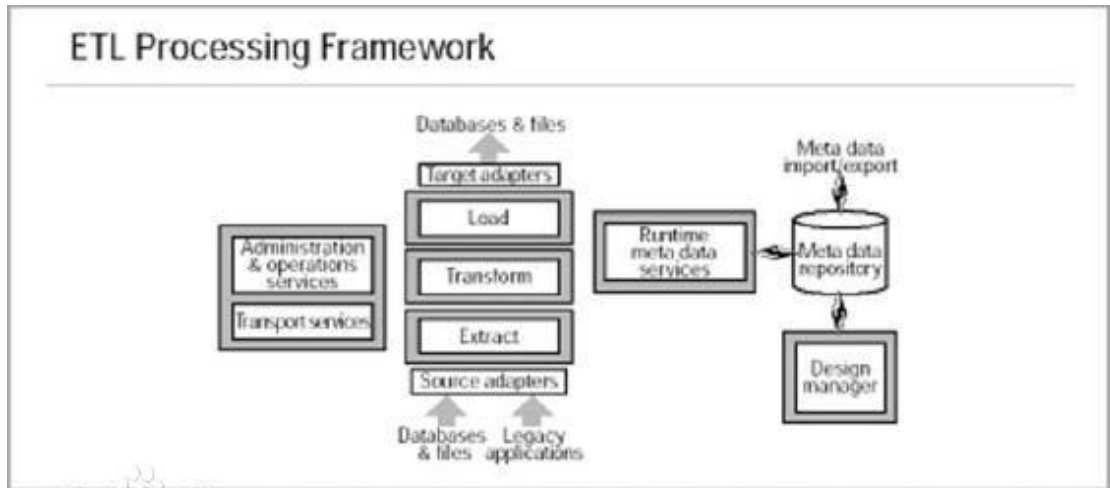 ETL Processing Framework
Databases & files
Target adapters
Load
Transform
Extract
Source adapters
Databases
& files
Legacy
applications
Administration
& operations
services
Transport services
Runtime
meta data
services
Meta data
import/export
Meta data
repository
Design
manager